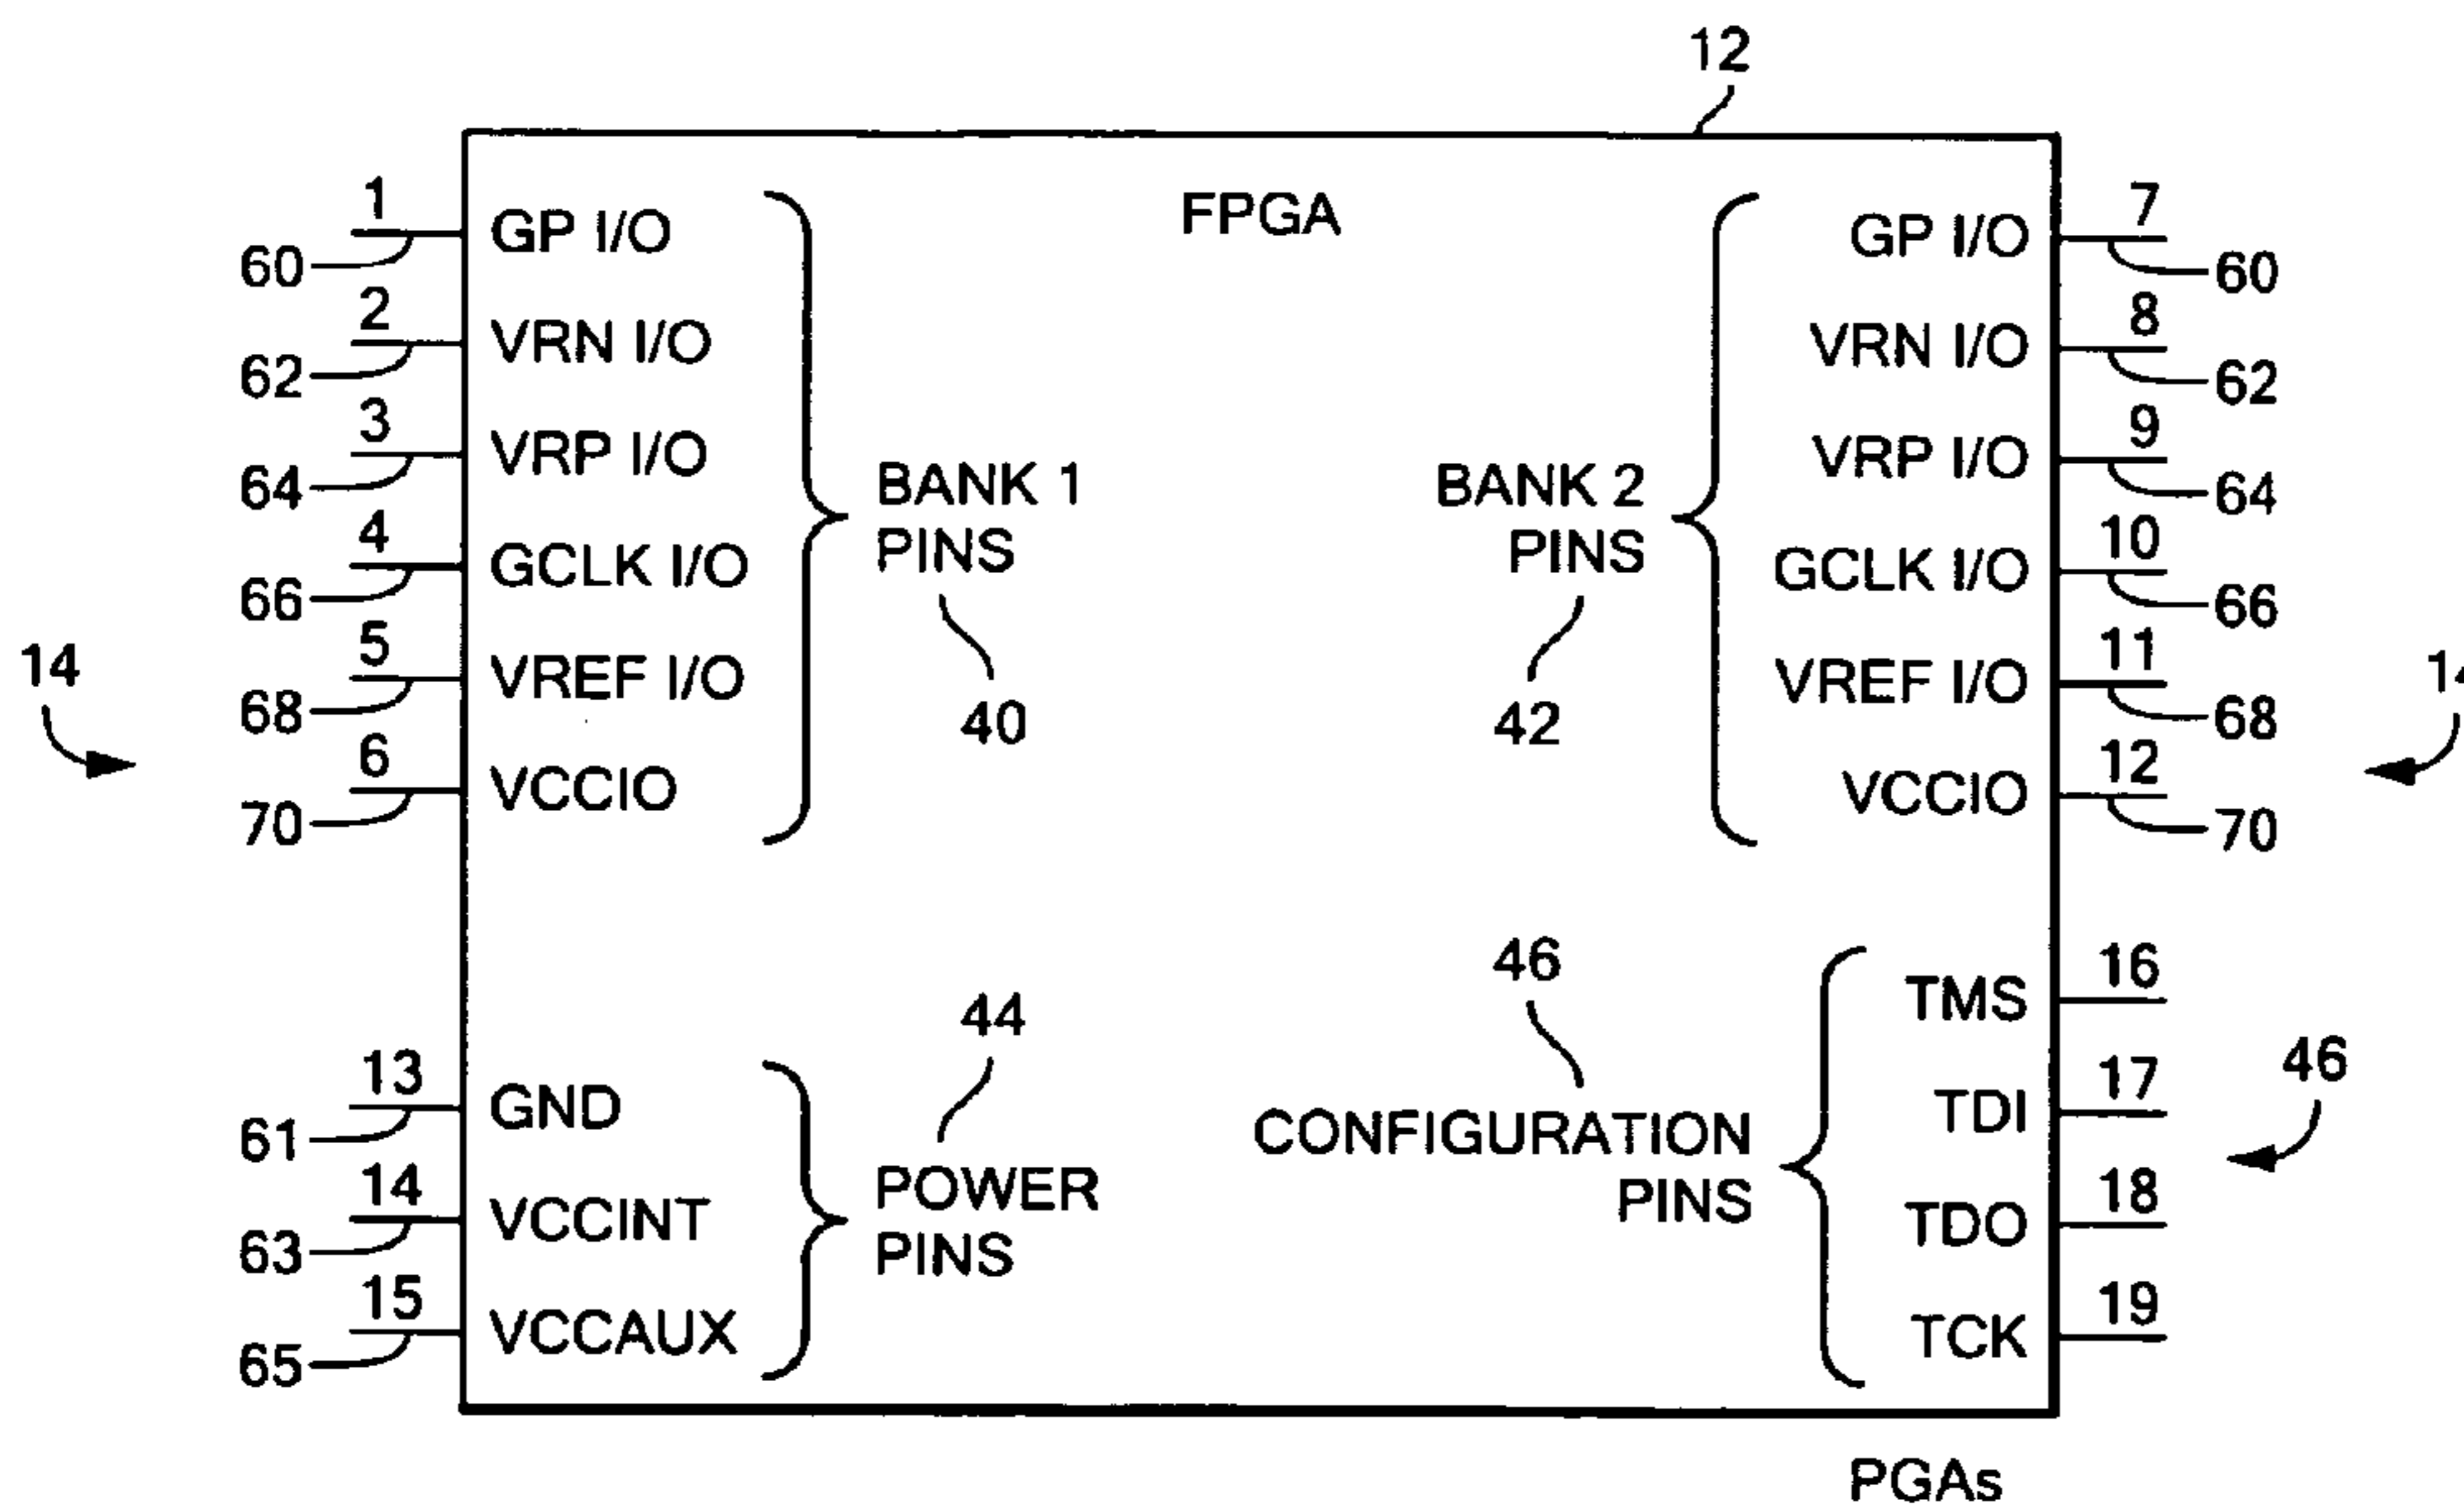 12
FPGA
1
GP I/O
60
2
VRN I/O
62
3
VRP I/O
64
4
GCLK I/O
66
5
VREF I/O
68
6
VCCIO
70
14
BANK 1
PINS
40
7
GP I/O
60
8
VRN I/O
62
9
VRP I/O
64
10
GCLK I/O
66
11
VREF I/O
68
12
VCCIO
70
BANK 2
PINS
42
14
13
GND
61
14
VCCINT
63
15
VCCAUX
65
44
POWER
PINS
46
CONFIGURATION
PINS
16
TMS
17
TDI
18
TDO
19
TCK
46
PGAs